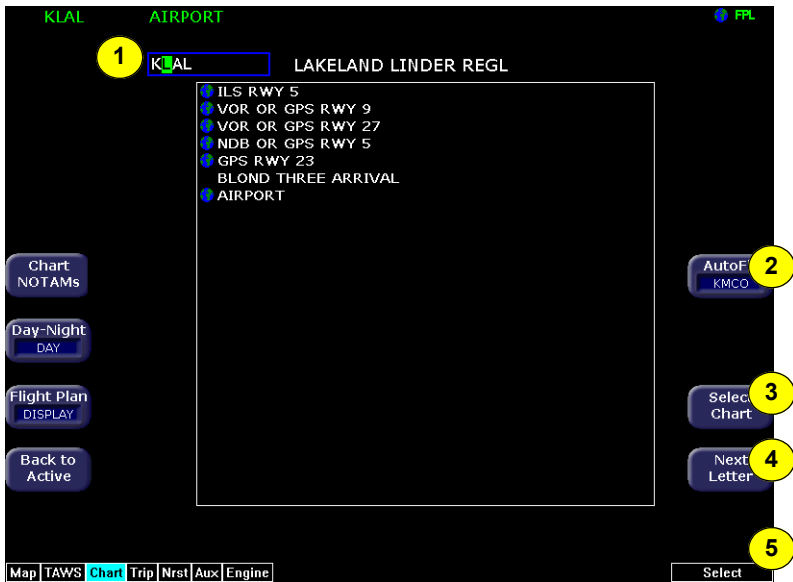 KLAL AIRPORT FPL
1 KLAL LAKELAND LINDER REGL
ILS RWY 5
VOR OR GPS RWY 9
VOR OR GPS RWY 27
NDB OR GPS RWY 5
GPS RWY 23
BLOND THREE ARRIVAL
AIRPORT
Chart
NOTAMs
2
KMCO
Day-Night
DAY
Flight Plan
DISPLAY
3
Chart
Back to
Active
Next 4
Letter
5
Map TAWS Chart Trip Nrst Aux Engine Select